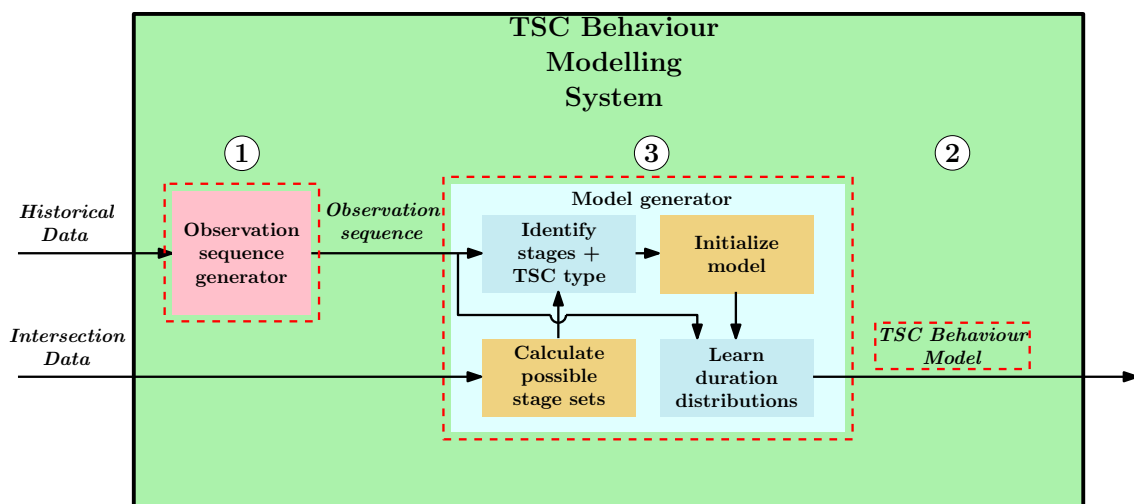 TSC Behaviour
Modelling
System
1
3
2
Historical
Data
Observation
sequence
generator
Observation
sequence
Model generator
Identify
stages +
TSC type
Initialize
model
Intersection
Data
Calculate
possible
stage sets
Learn
duration
distributions
TSC Behaviour
Model